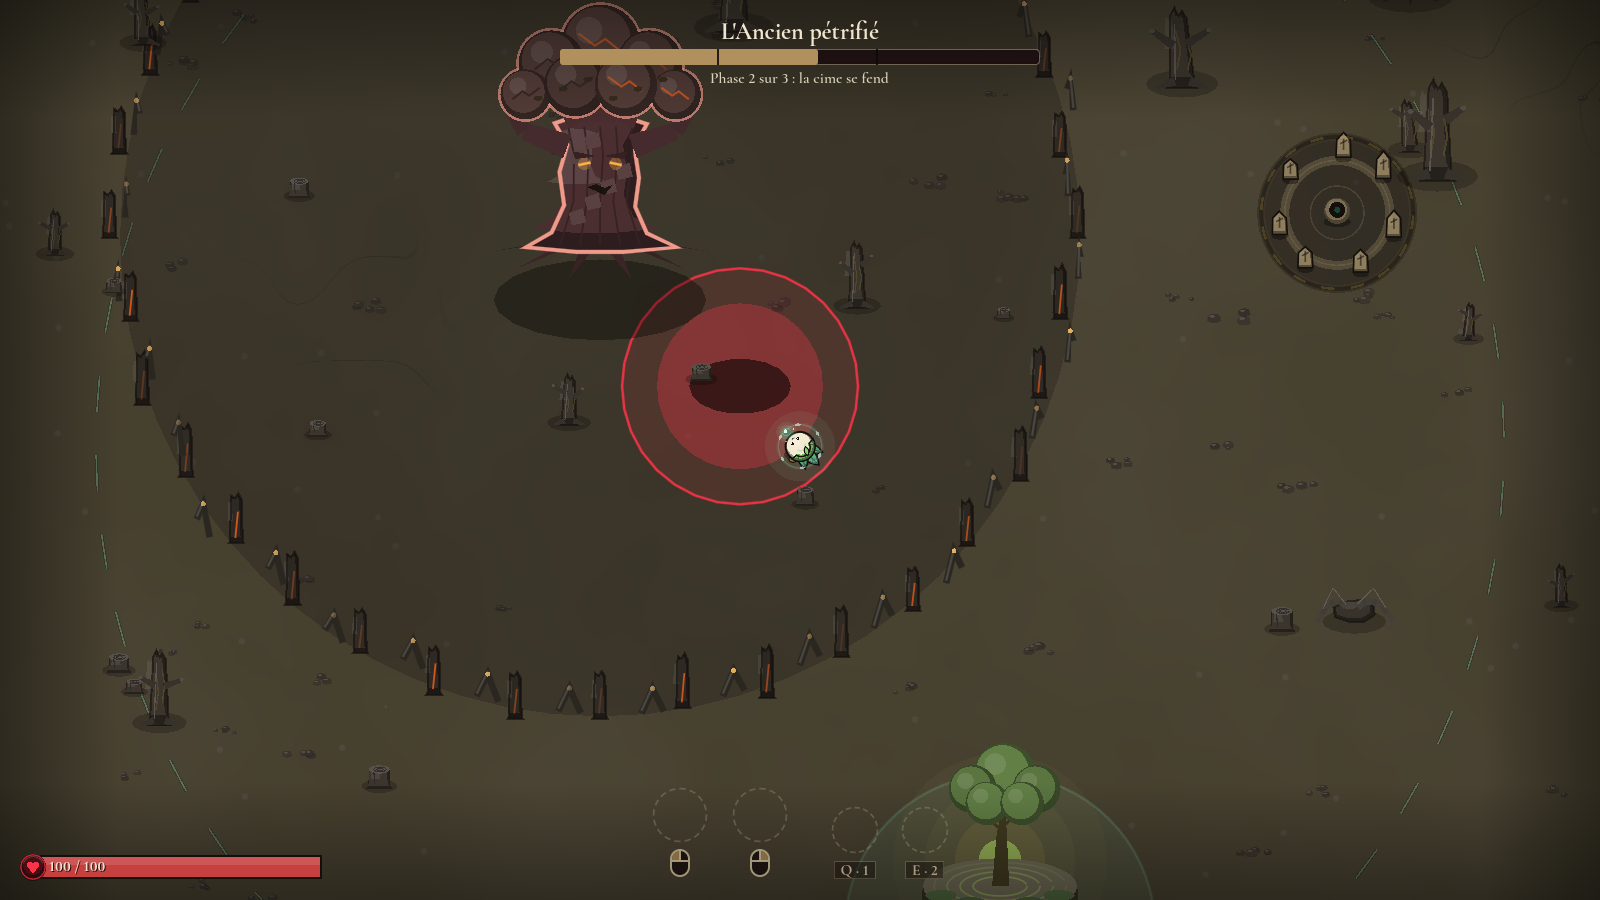 L'Ancien pétrifié
Phase 2 sur 3 : la cime se fend
100 / 100
Q · 1
E · 2